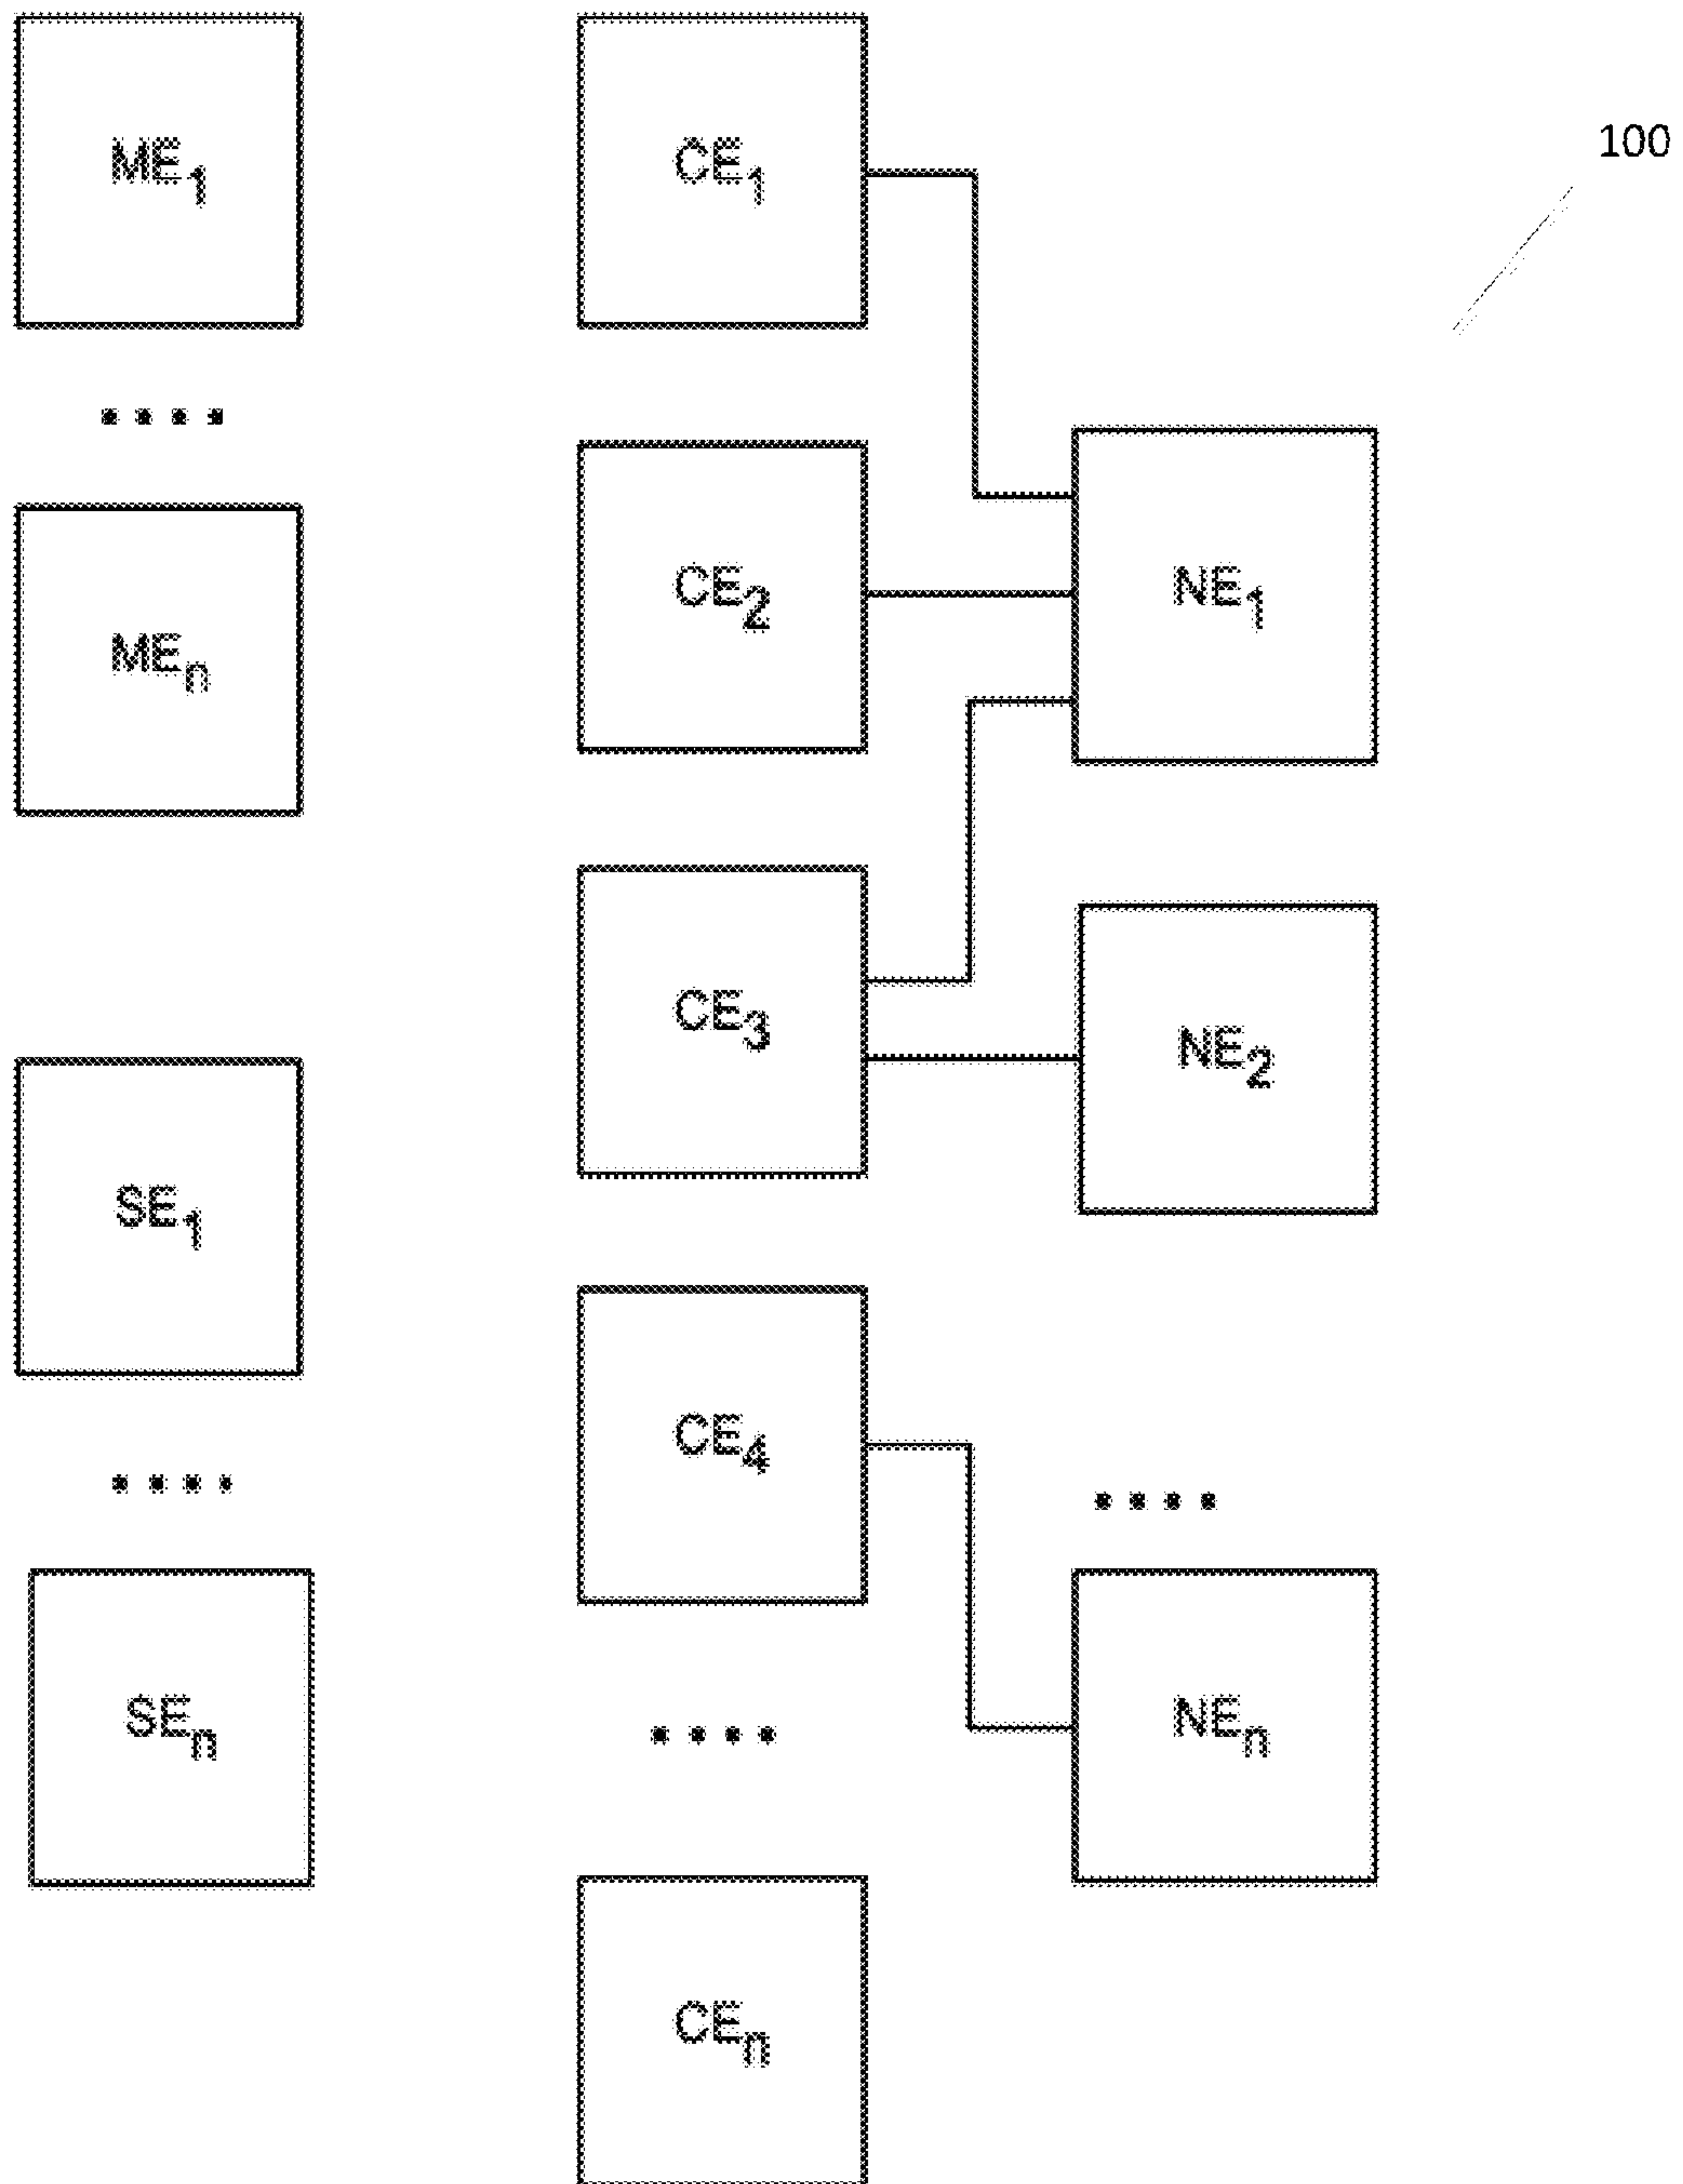 ME₁
CE₁
100
....
CE₂
NE₁
MEₙ
CE₃
NE₂
SE₁
CE₄
....
....
SEₙ
....
NEₙ
CEₙ